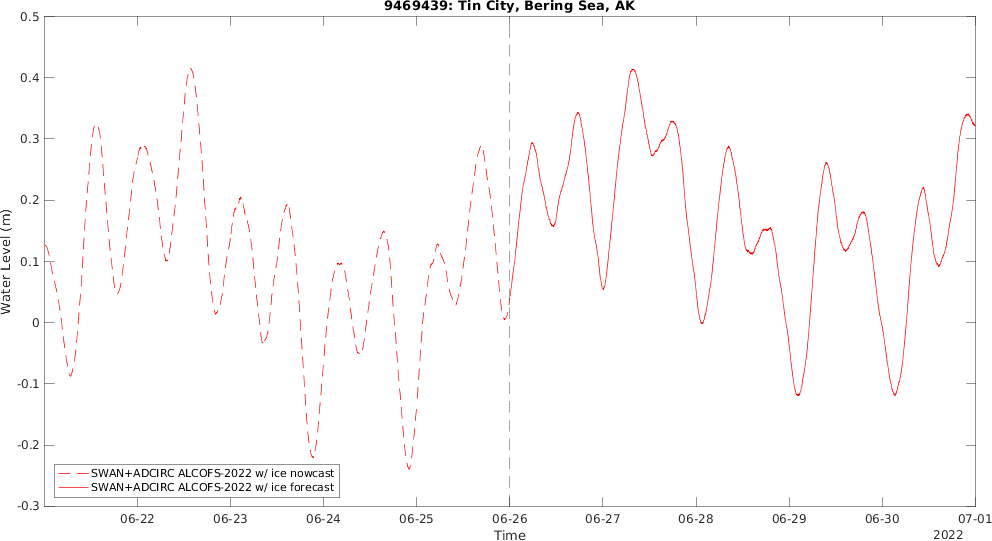 9469439: Tin City, Bering Sea, AK
0.5
0.4
0.3
0.2
0.1
0
-0.1
-0.2
-0.3
Water Level (m)
SWAN+ADCIRC ALCOFS-2022 w/ ice nowcast
SWAN+ADCIRC ALCOFS-2022 w/ ice forecast
06-22 06-23 06-24 06-25 06-26 06-27 06-28 06-29 06-30 07-01
Time
2022